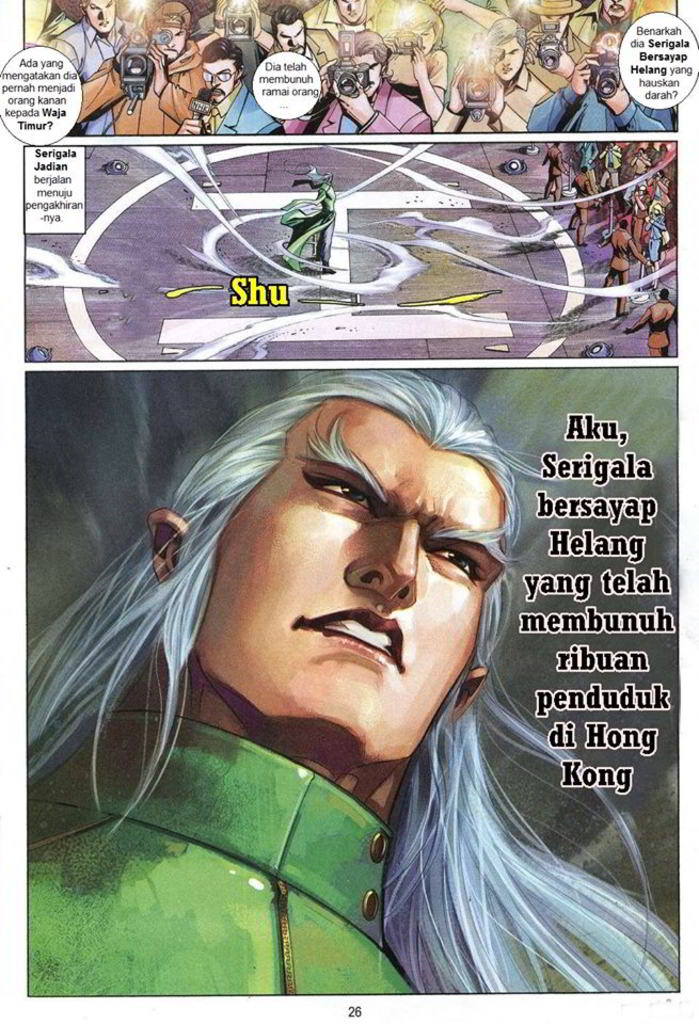 Ada yang
mengatakan dia
pernah menjadi
orang kanan
kepada Waja
Timur?
Dia telah
membunuh
ramai orang
...
Benarkah
dia Serigala
Bersayap
Helang yang
hauskan
darah?
Serigala
Jadian
berjalan
menuju
pengakhiran
-nya.
Shu
Aku,
Serigala
bersayap
Helang
yang telah
membunuh
ribuan
penduduk
di Hong
Kong
26